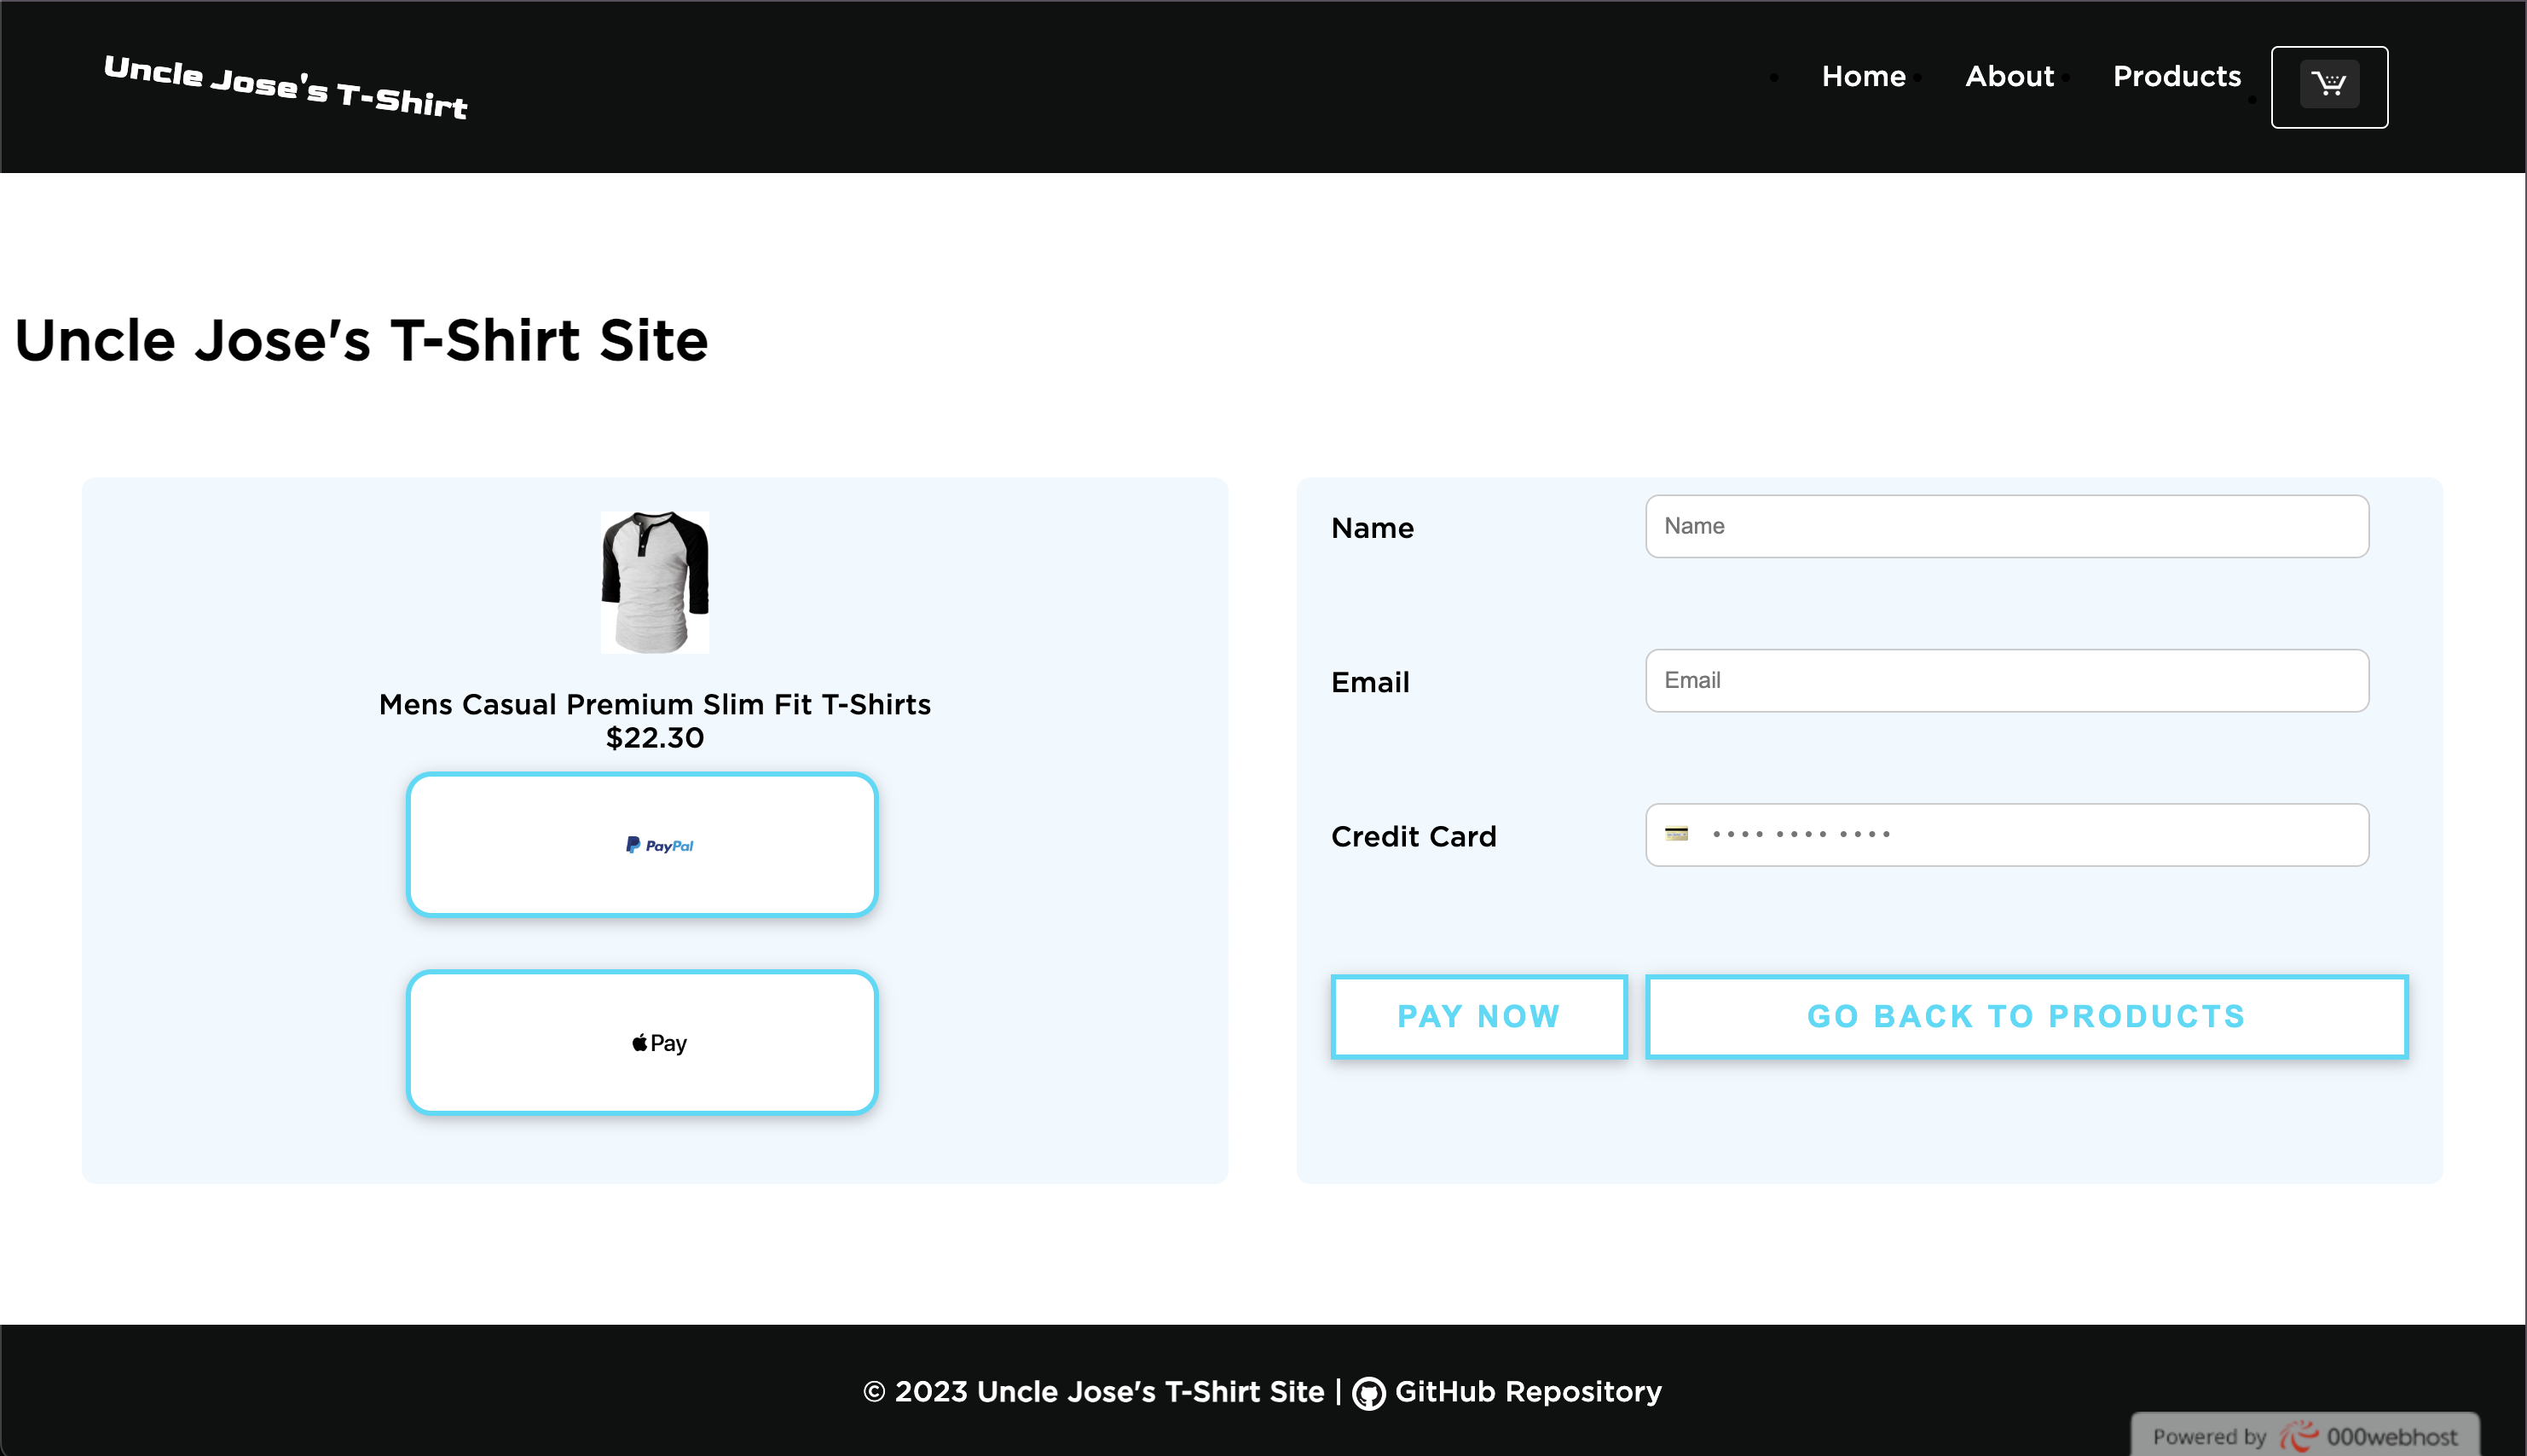 Uncle Jose's T-Shirt
Home
About
Products
Uncle Jose's T-Shirt Site
Mens Casual Premium Slim Fit T-Shirts
$22.30
PayPal
Pay
Name
Name
Email
Email
Credit Card
•••• •••• ••••
PAY NOW
GO BACK TO PRODUCTS
© 2023 Uncle Jose's T-Shirt Site | GitHub Repository
Powered by 000webhost